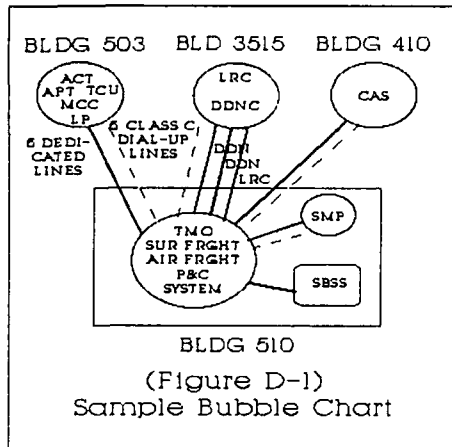 BLDG 503 BLD 3515 BLDG 410
ACT
APT TCU
MCC
LP
LRC
DDNC
CAS
6 DEDI-
CATED
LINES
5 CLASS C
DIAL-UP
LINES
DDN
DDN
LRC
TMO
SUR FRGHT
AIR FRGHT
P&C
SYSTEM
SMP
SBSS
BLDG 510
(Figure D-1)
Sample Bubble Chart